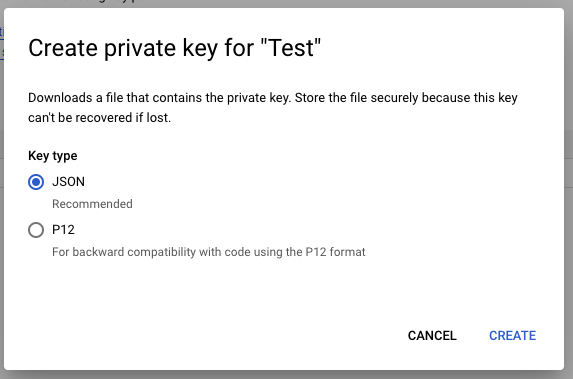 Create private key for "Test"
Downloads a file that contains the private key. Store the file securely because this key
can't be recovered if lost.
Key type
JSON
Recommended
P12
For backward compatibility with code using the P12 format
CANCEL
CREATE